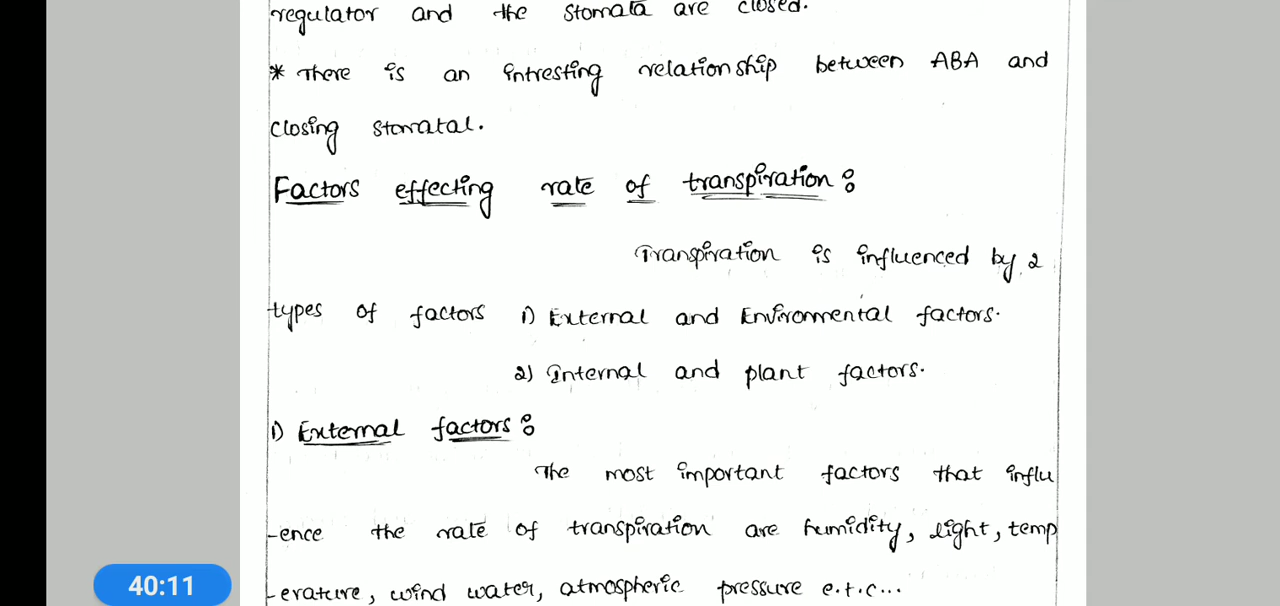 regulator and the stomata are closed.
* There is an intresting relationship between ABA and
closing stomatal.
Factors effecting rate of transpiration :
Transpiration is influenced by 2
types of factors 1) External and Environmental factors.
2) Internal and plant factors.
1) External factors :
The most important factors that influ
-ence the rate of transpiration are humidity, light, temp
-erature, wind water, atmospheric pressure e.t.c...
40:11